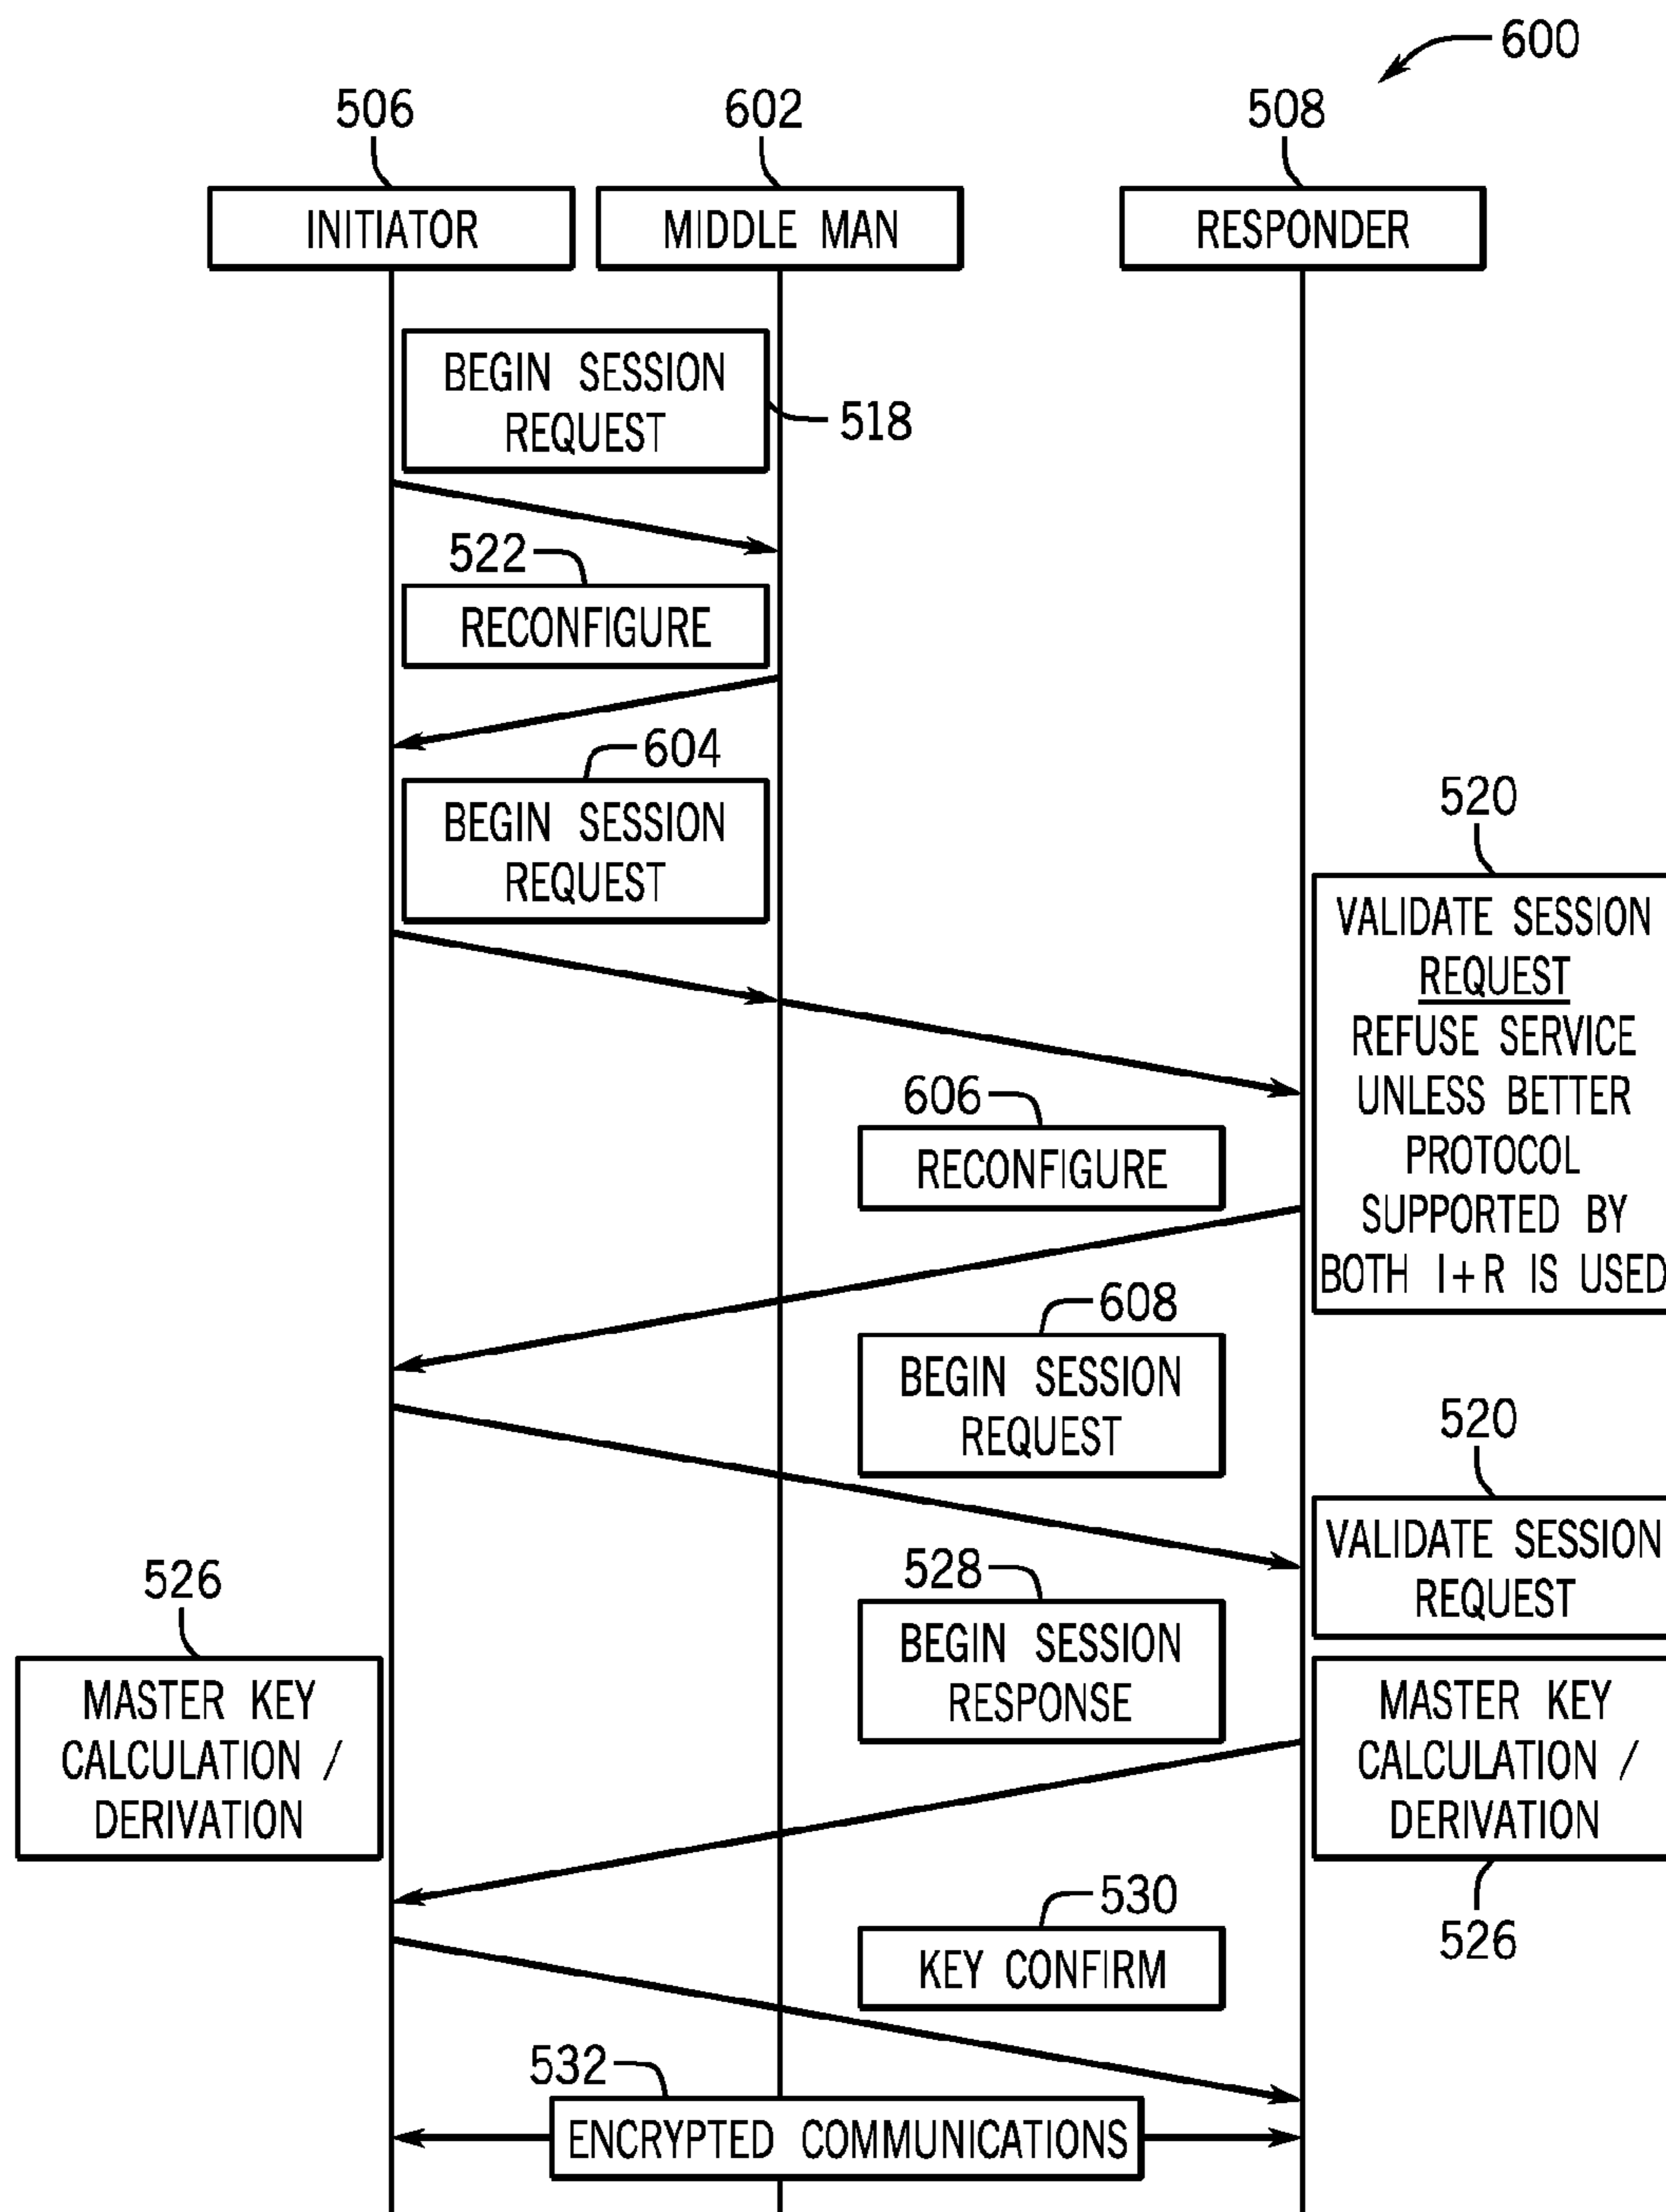 600
506
602
508
INITIATOR
MIDDLE MAN
RESPONDER
BEGIN SESSION
REQUEST
518
522
RECONFIGURE
604
BEGIN SESSION
REQUEST
520
VALIDATE SESSION
REQUEST
REFUSE SERVICE
UNLESS BETTER
PROTOCOL
SUPPORTED BY
BOTH I+R IS USED
606
RECONFIGURE
608
BEGIN SESSION
REQUEST
520
VALIDATE SESSION
REQUEST
528
BEGIN SESSION
RESPONSE
526
MASTER KEY
CALCULATION /
DERIVATION
MASTER KEY
CALCULATION /
DERIVATION
526
530
KEY CONFIRM
532
ENCRYPTED COMMUNICATIONS